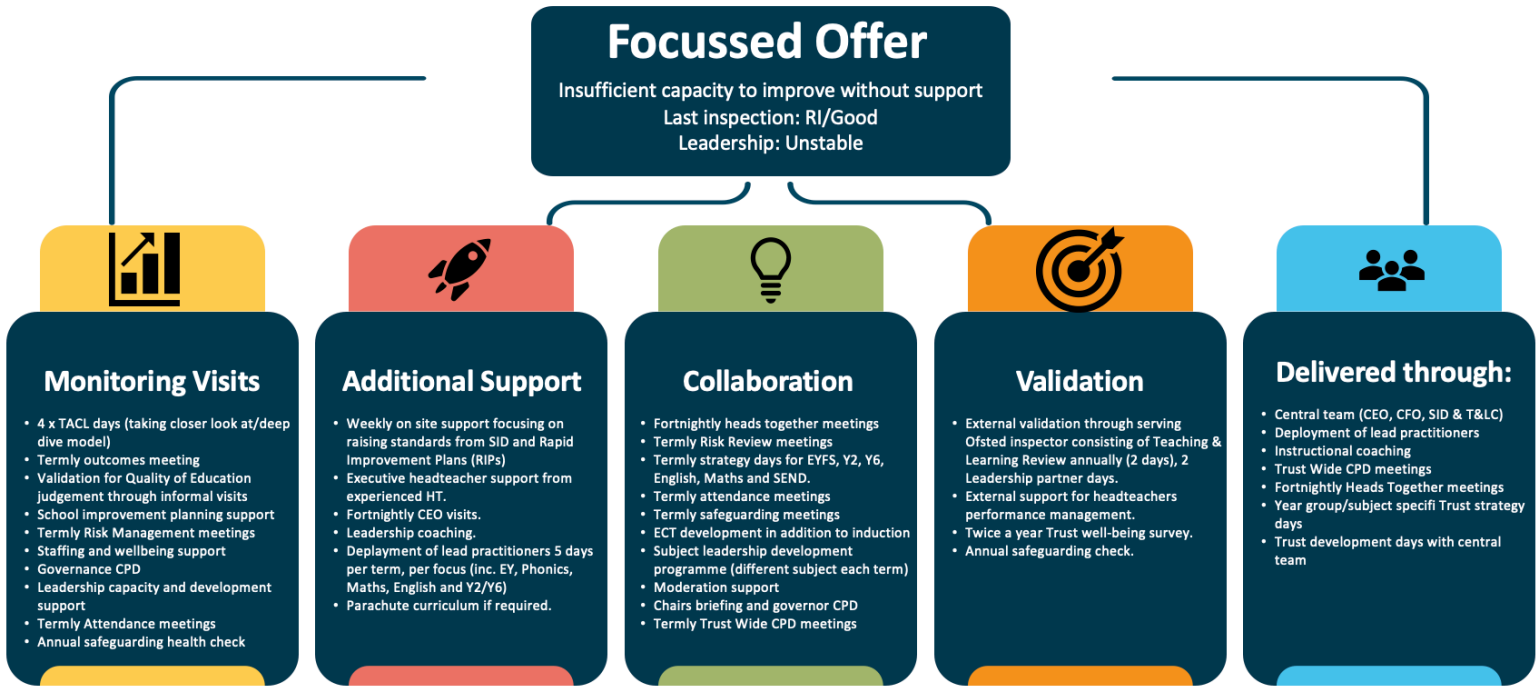 Focussed Offer
Insufficient capacity to improve without support
Last inspection: RI/Good
Leadership: Unstable
Monitoring Visits
• 4 x TACL days (taking closer look at/deep
dive model)
• Termly outcomes meeting
• Validation for Quality of Education
judgement through informal visits
• School improvement planning support
• Termly Risk Management meetings
• Staffing and wellbeing support
• Governance CPD
• Leadership capacity and development
support
• Termly Attendance meetings
• Annual safeguarding health check
Additional Support
• Weekly on site support focusing on
raising standards from SID and Rapid
Improvement Plans (RIPs)
• Executive headteacher support from
experienced HT.
• Fortnightly CEO visits.
• Leadership coaching.
• Deplayment of lead practitioners 5 days
per term, per focus (inc. EY, Phonics,
Maths, English and Y2/Y6)
• Parachute curriculum if required.
Collaboration
• Fortnightly heads together meetings
• Termly Risk Review meetings
• Termly strategy days for EYFS, Y2, Y6,
English, Maths and SEND.
• Termly attendance meetings
• Termly safeguarding meetings
• ECT development in addition to induction
• Subject leadership development
programme (different subject each term)
• Moderation support
• Chairs briefing and governor CPD
• Termly Trust Wide CPD meetings
Validation
• External validation through serving
Ofsted inspector consisting of Teaching &
Learning Review annually (2 days), 2
Leadership partner days.
• External support for headteachers
performance management.
• Twice a year Trust well-being survey.
• Annual safeguarding check.
Delivered through:
• Central team (CEO, CFO, SID & T&LC)
• Deployment of lead practitioners
• Instructional coaching
• Trust Wide CPD meetings
• Fortnightly Heads Together meetings
• Year group/subject specifi Trust strategy
days
• Trust development days with central
team